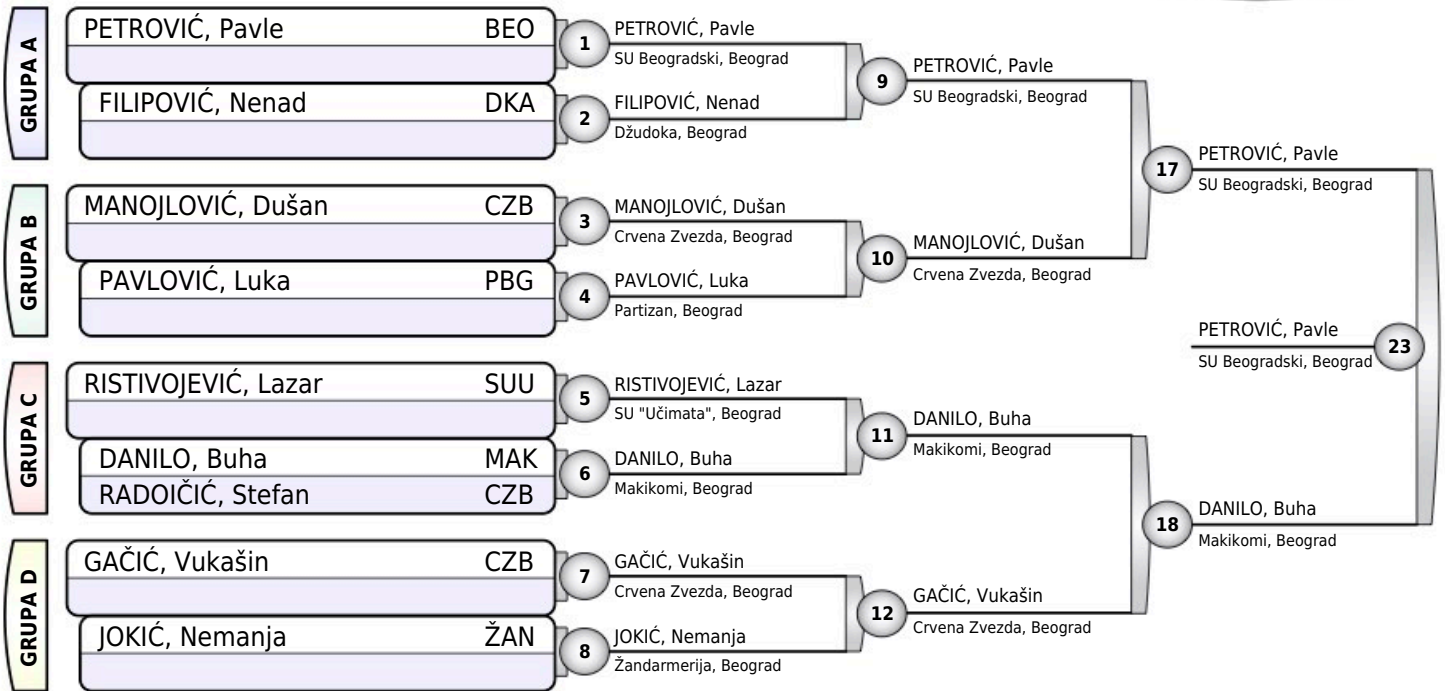 GRUPA A
PETROVIĆ, Pavle BEO
FILIPOVIĆ, Nenad DKA
1
PETROVIĆ, Pavle
SU Beogradski, Beograd
2
FILIPOVIĆ, Nenad
Džudoka, Beograd
9
PETROVIĆ, Pavle
SU Beogradski, Beograd
GRUPA B
MANOJLOVIĆ, Dušan CZB
PAVLOVIĆ, Luka PBG
3
MANOJLOVIĆ, Dušan
Crvena Zvezda, Beograd
4
PAVLOVIĆ, Luka
Partizan, Beograd
10
MANOJLOVIĆ, Dušan
Crvena Zvezda, Beograd
17
PETROVIĆ, Pavle
SU Beogradski, Beograd
GRUPA C
RISTIVOJEVIĆ, Lazar SUU
DANILO, Buha MAK
RADOIČIĆ, Stefan CZB
5
RISTIVOJEVIĆ, Lazar
SU "Učimata", Beograd
6
DANILO, Buha
Makikomi, Beograd
11
DANILO, Buha
Makikomi, Beograd
GRUPA D
GAČIĆ, Vukašin CZB
JOKIĆ, Nemanja ŽAN
7
GAČIĆ, Vukašin
Crvena Zvezda, Beograd
8
JOKIĆ, Nemanja
Žandarmerija, Beograd
12
GAČIĆ, Vukašin
Crvena Zvezda, Beograd
18
DANILO, Buha
Makikomi, Beograd
PETROVIĆ, Pavle
SU Beogradski, Beograd
23